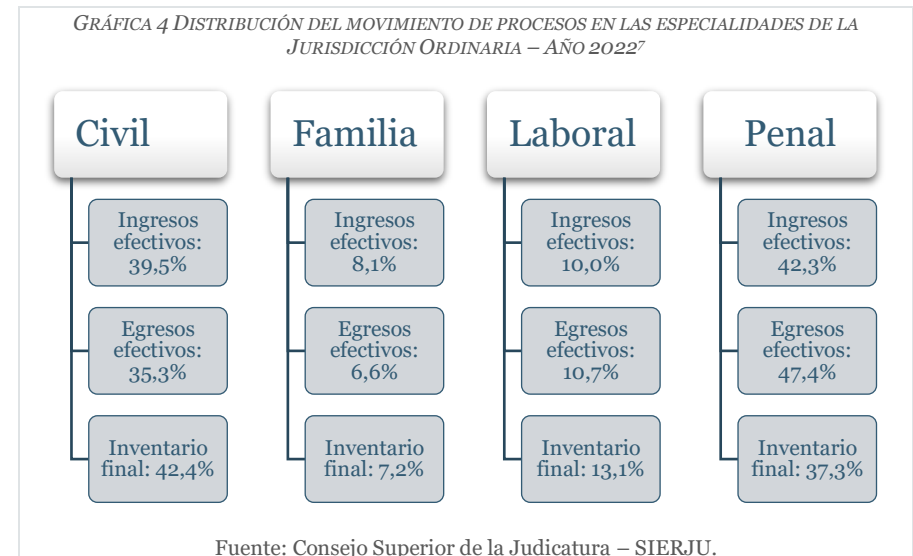 GRÁFICA 4 DISTRIBUCIÓN DEL MOVIMIENTO DE PROCESOS EN LAS ESPECIALIDADES DE LA
JURISDICCIÓN ORDINARIA – AÑO 2022⁷
Civil
Ingresos
efectivos:
39,5%
Egresos
efectivos:
35,3%
Inventario
final: 42,4%
Familia
Ingresos
efectivos:
8,1%
Egresos
efectivos:
6,6%
Inventario
final: 7,2%
Laboral
Ingresos
efectivos:
10,0%
Egresos
efectivos:
10,7%
Inventario
final: 13,1%
Penal
Ingresos
efectivos:
42,3%
Egresos
efectivos:
47,4%
Inventario
final: 37,3%
Fuente: Consejo Superior de la Judicatura – SIERJU.